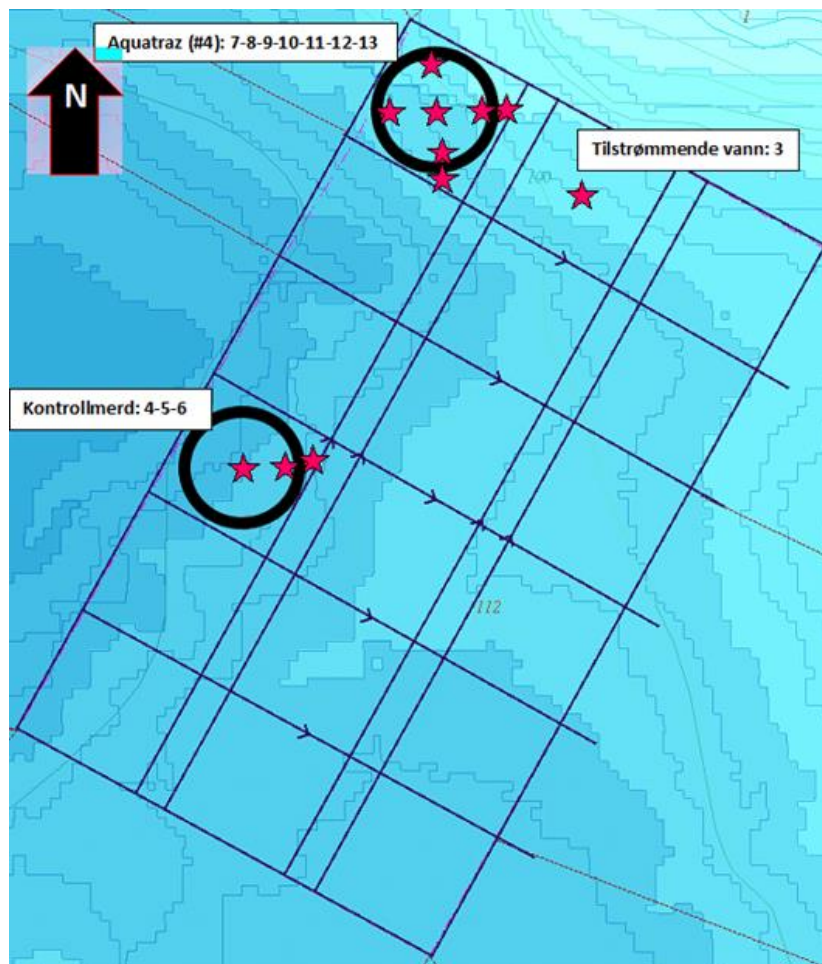 Aquatraz (#4): 7-8-9-10-11-12-13
N
Tilstrømmende vann: 3
100
Kontrollmerd: 4-5-6
112